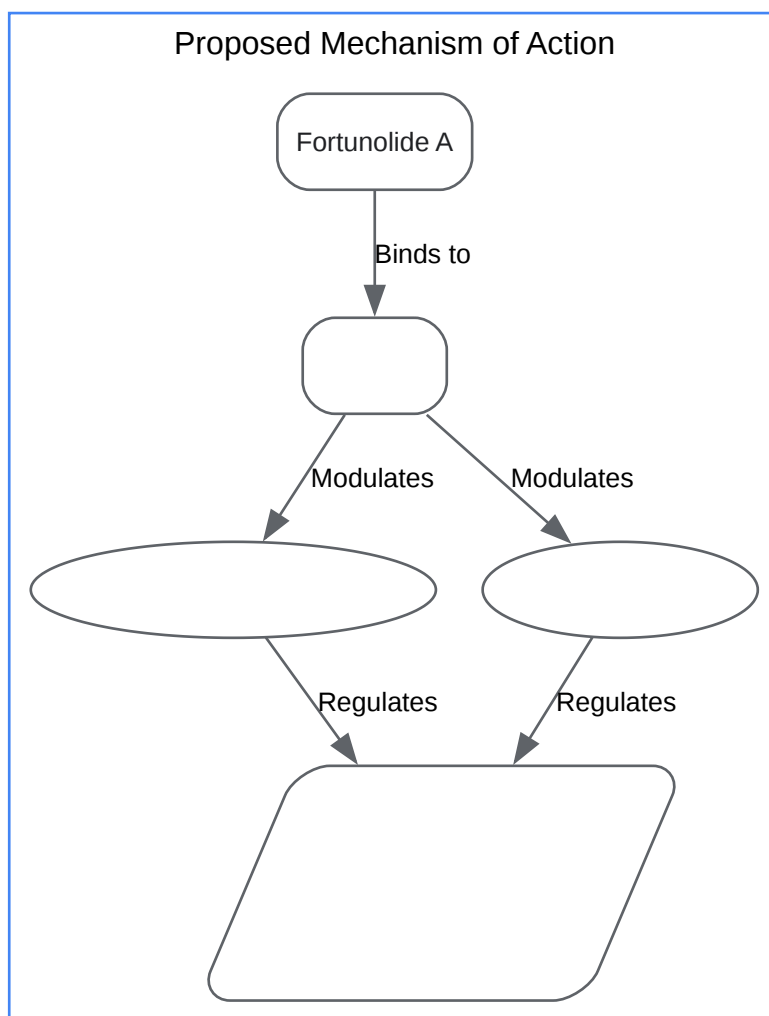 Proposed Mechanism of Action
Fortunolide A
Binds to
Modulates
Modulates
Regulates
Regulates